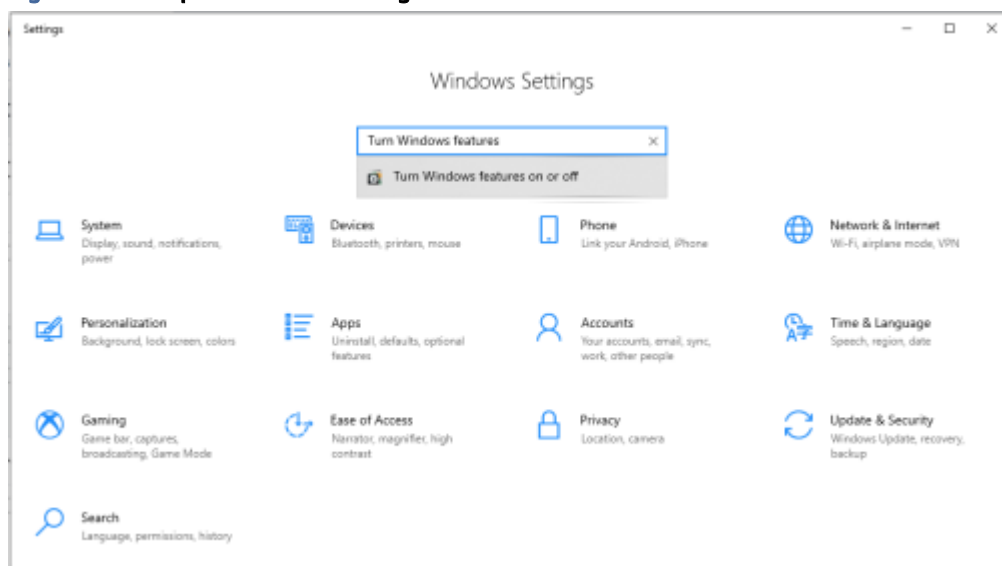 Settings
Windows Settings
Turn Windows features
Turn Windows features on or off
System
Display, sound, notifications,
power
Devices
Bluetooth, printers, mouse
Phone
Link your Android, iPhone
Network & Internet
Wi-Fi, airplane mode, VPN
Personalization
Background, lock screen, colors
Apps
Uninstall, defaults, optional
features
Accounts
Your accounts, email, sync,
work, other people
Time & Language
Speech, region, date
Gaming
Game bar, captures,
broadcasting, Game Mode
Ease of Access
Narrator, magnifier, high
contrast
Privacy
Location, camera
Update & Security
Windows Update, recovery,
backup
Search
Language, permissions, history